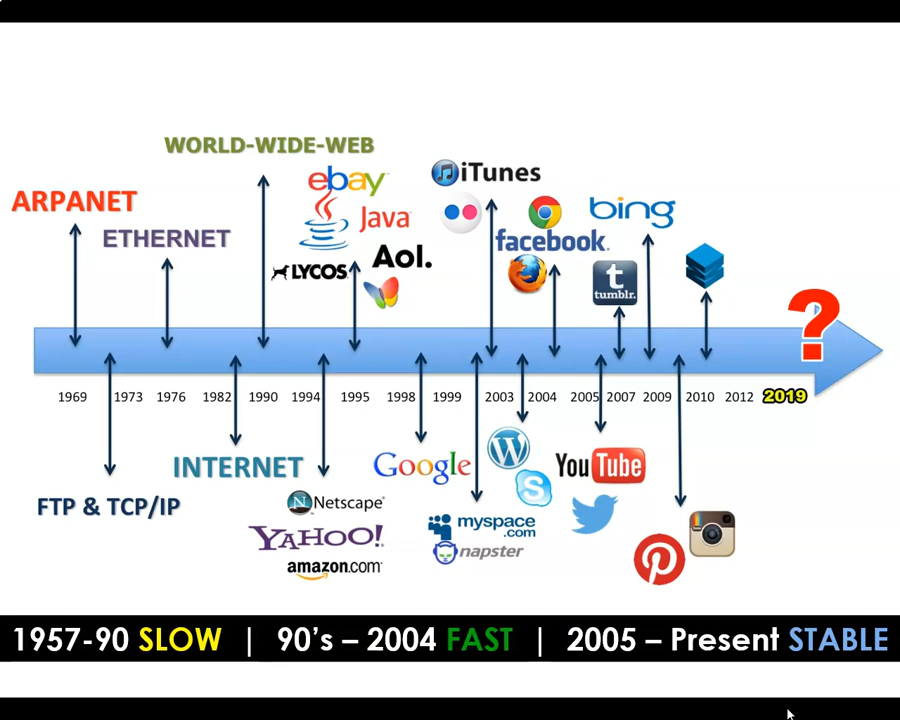 WORLD-WIDE-WEB
ebay
iTunes
ARPANET
Java
bing
ETHERNET
facebook.
Aol.
LYCOS
t
tumblr.
?
1969 1973 1976 1982 1990 1994 1995 1998 1999 2003 2004 2005 2007 2009 2010 2012 2019
W
INTERNET
Google
YouTube
S
FTP & TCP/IP
N Netscape®
YAHOO!
myspace
.com
napster
amazon.com
P
1957-90 SLOW | 90's – 2004 FAST | 2005 – Present STABLE